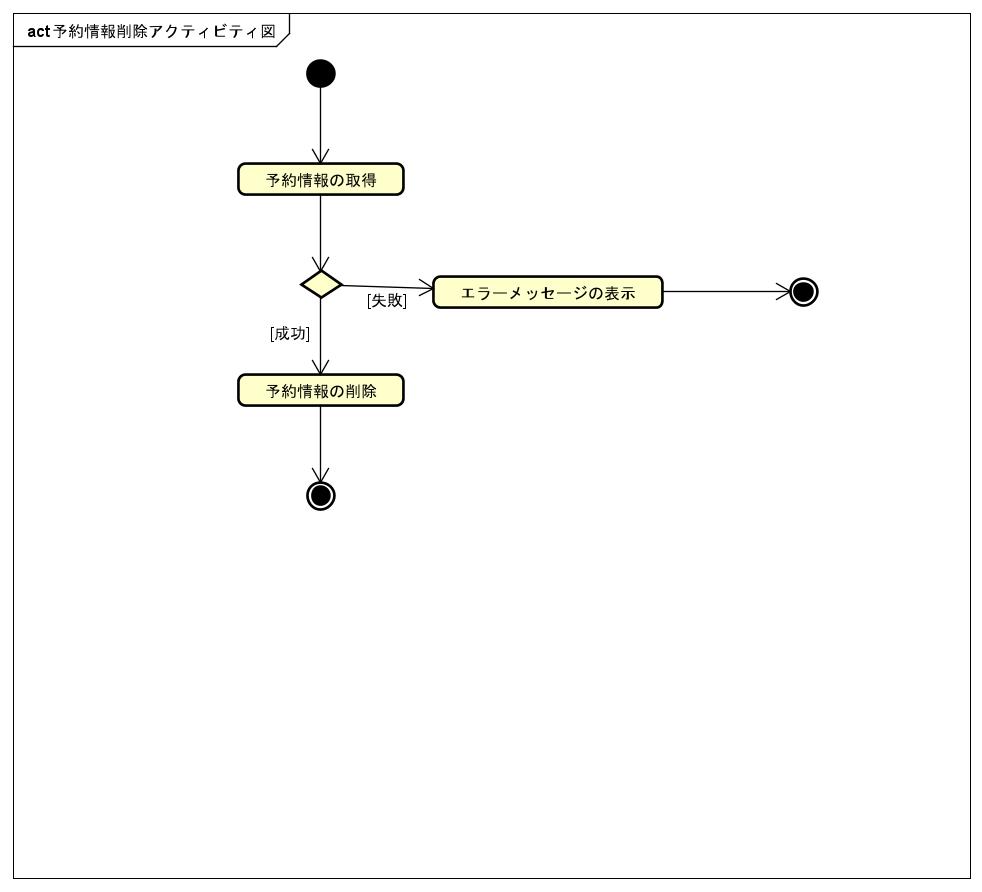 act 予約情報削除アクティビティ図
予約情報の取得
[失敗]
エラーメッセージの表示
[成功]
予約情報の削除